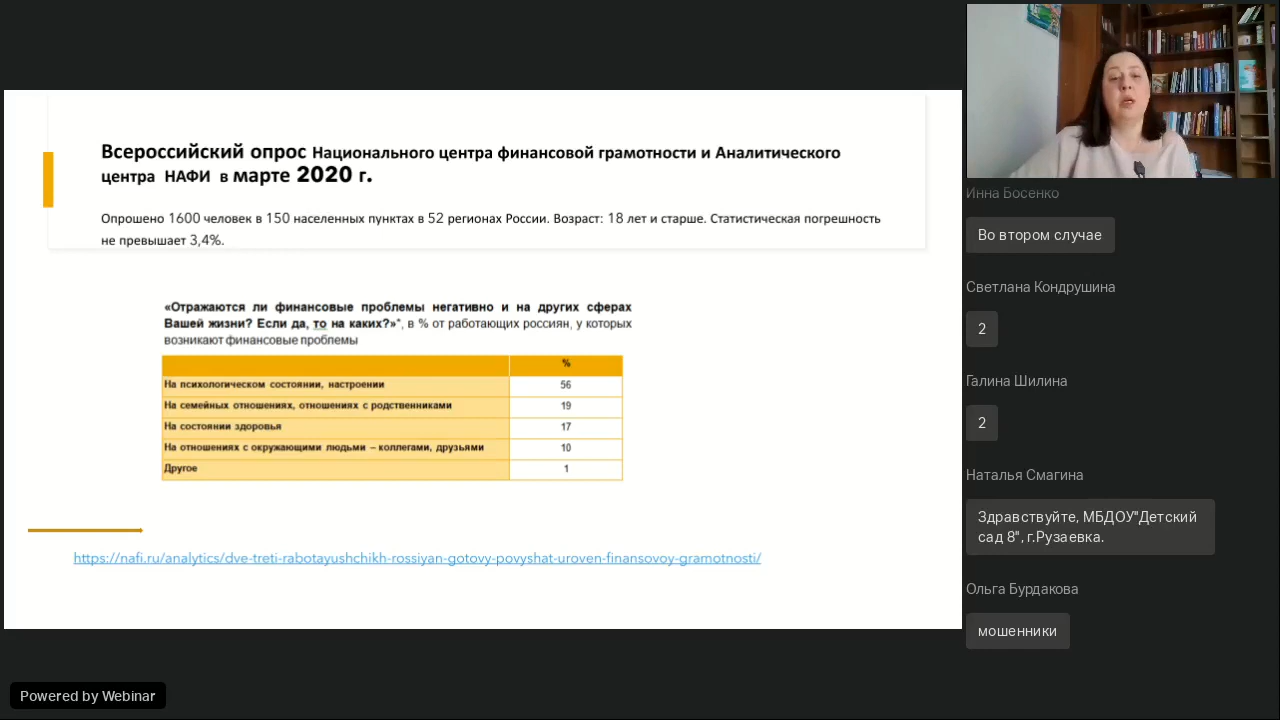 Всероссийский опрос Национального центра финансовой грамотности и Аналитического
центра НАФИ в марте 2020 г.
Опрошено 1600 человек в 150 населенных пунктах в 52 регионах России. Возраст: 18 лет и старше. Статистическая погрешность
не превышает 3,4%.
«Отражаются ли финансовые проблемы негативно и на других сферах
Вашей жизни? Если да, то на каких?»*, в % от работающих россиян, у которых
возникают финансовые проблемы
%
На психологическом состоянии, настроении 56
На семейных отношениях, отношениях с родственниками 19
На состоянии здоровья 17
На отношениях с окружающими людьми – коллегами, друзьями 10
Другое 1
https://nafi.ru/analytics/dve-treti-rabotayushchikh-rossiyan-gotovy-povyshat-uroven-finansovoy-gramotnosti/
Инна Босенко
Во втором случае
Светлана Кондрушина
2
Галина Шилина
2
Наталья Смагина
Здравствуйте, МБДОУ"Детский
сад 8", г.Рузаевка.
Ольга Бурдакова
мошенники
Powered by Webinar